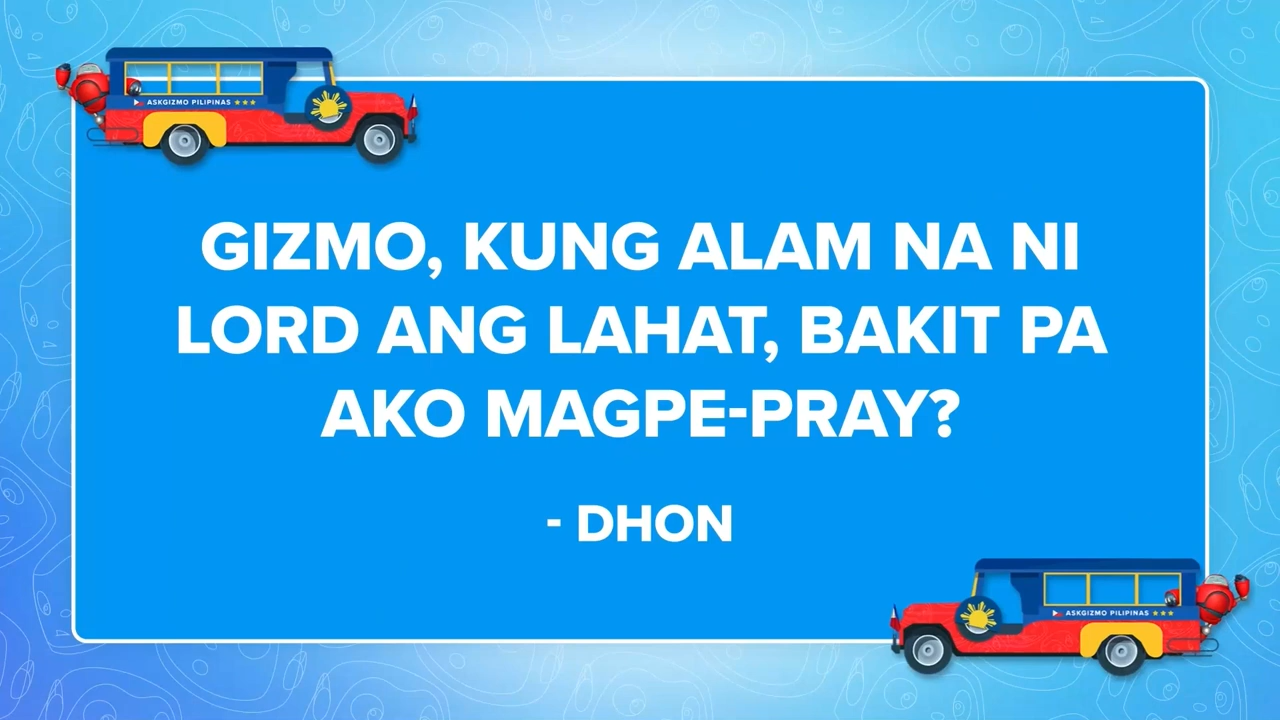 ASKGIZMO PILIPINAS ★★★
GIZMO, KUNG ALAM NA NI
LORD ANG LAHAT, BAKIT PA
AKO MAGPE-PRAY?
- DHON
ASKGIZMO PILIPINAS ★★★